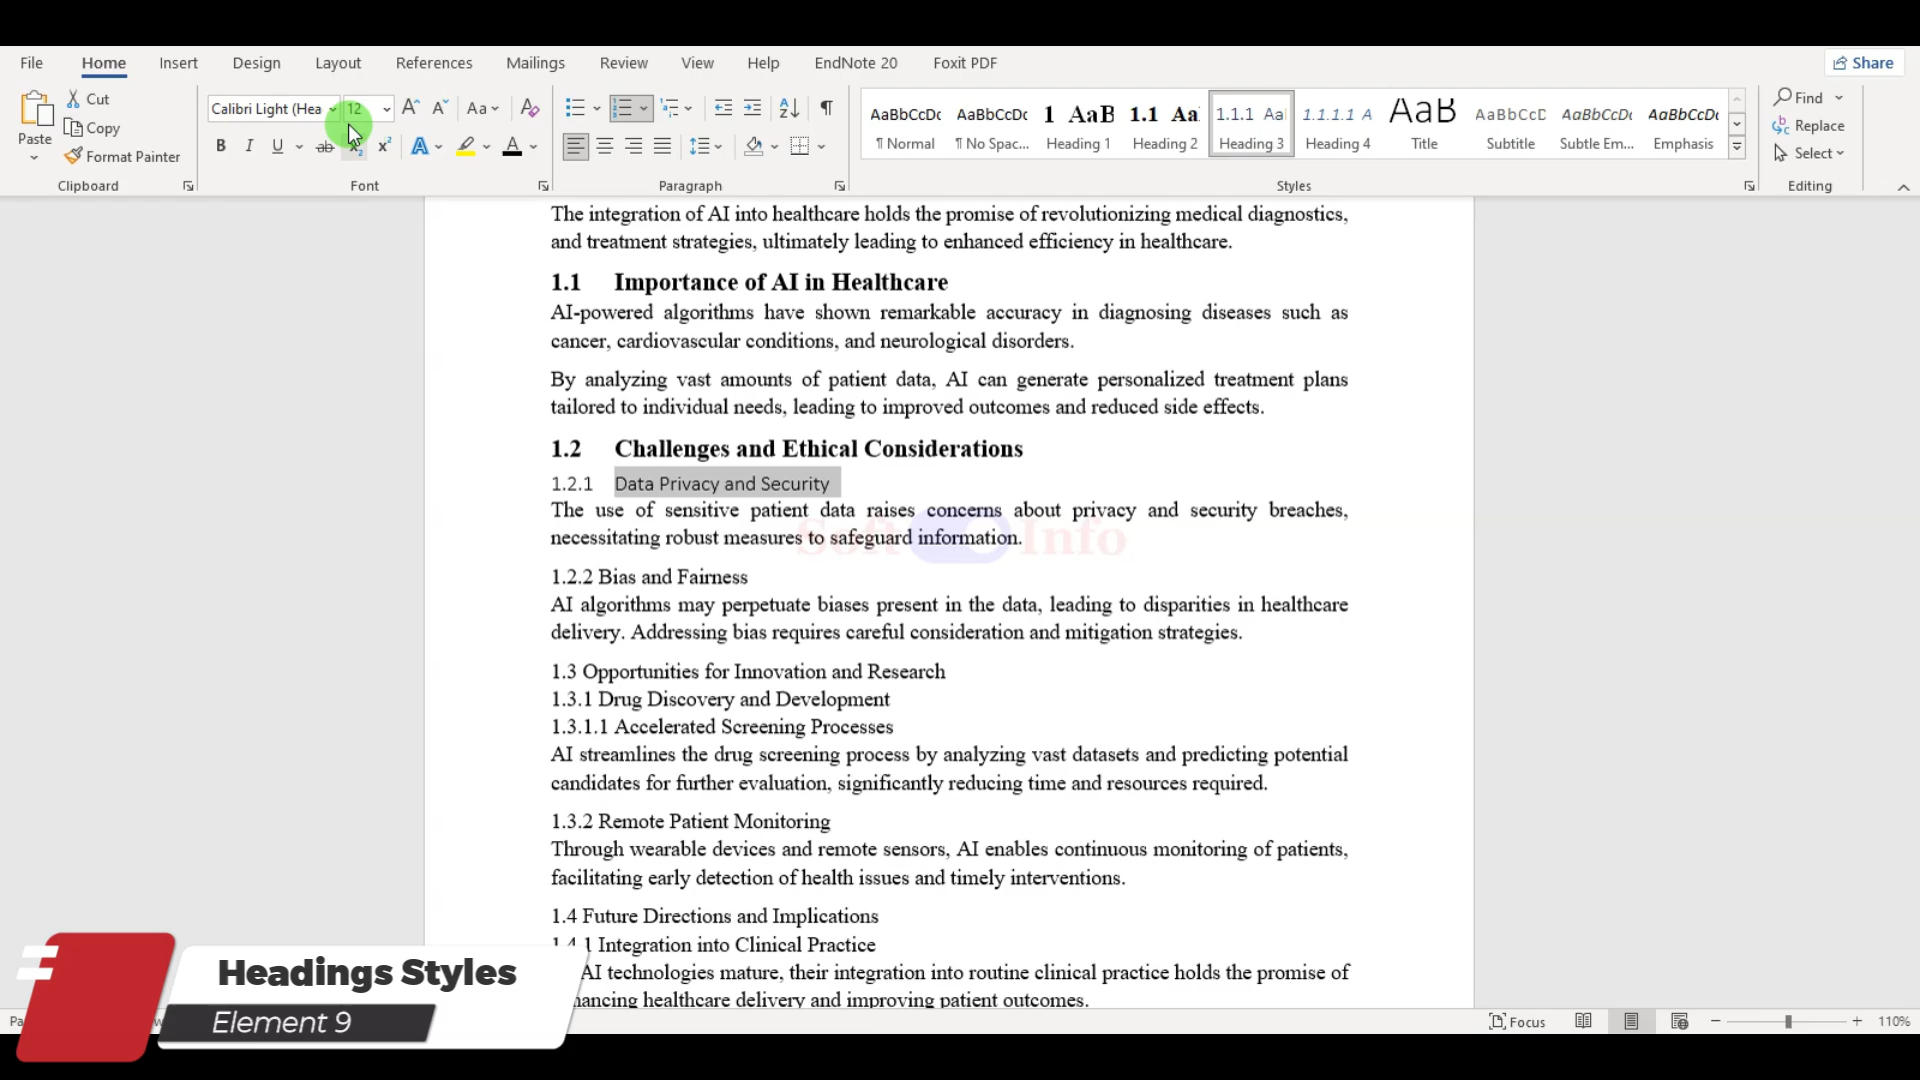 File Home Insert Design Layout References Mailings Review View Help EndNote 20 Foxit PDF Share
Paste
Cut
Copy
Format Painter
Clipboard
Calibri Light (Hea 12
Aa
B I U ab x₂ x² A A
Font
Paragraph
AaBbCcDc AaBbCcDc 1 AaB 1.1 Aa 1.1.1 Aa 1.1.1.1 A AaB AaBbCcC AaBbCcDc AaBbCcDc
¶ Normal ¶ No Spac... Heading 1 Heading 2 Heading 3 Heading 4 Title Subtitle Subtle Em... Emphasis
Styles
Find
Replace
Select
Editing
The integration of AI into healthcare holds the promise of revolutionizing medical diagnostics,
and treatment strategies, ultimately leading to enhanced efficiency in healthcare.
1.1 Importance of AI in Healthcare
AI-powered algorithms have shown remarkable accuracy in diagnosing diseases such as
cancer, cardiovascular conditions, and neurological disorders.
By analyzing vast amounts of patient data, AI can generate personalized treatment plans
tailored to individual needs, leading to improved outcomes and reduced side effects.
1.2 Challenges and Ethical Considerations
1.2.1 Data Privacy and Security
The use of sensitive patient data raises concerns about privacy and security breaches,
necessitating robust measures to safeguard information.
Soft Info
1.2.2 Bias and Fairness
AI algorithms may perpetuate biases present in the data, leading to disparities in healthcare
delivery. Addressing bias requires careful consideration and mitigation strategies.
1.3 Opportunities for Innovation and Research
1.3.1 Drug Discovery and Development
1.3.1.1 Accelerated Screening Processes
AI streamlines the drug screening process by analyzing vast datasets and predicting potential
candidates for further evaluation, significantly reducing time and resources required.
1.3.2 Remote Patient Monitoring
Through wearable devices and remote sensors, AI enables continuous monitoring of patients,
facilitating early detection of health issues and timely interventions.
1.4 Future Directions and Implications
1.4.1 Integration into Clinical Practice
AI technologies mature, their integration into routine clinical practice holds the promise of
hancing healthcare delivery and improving patient outcomes.
Headings Styles
Element 9
Focus 110%